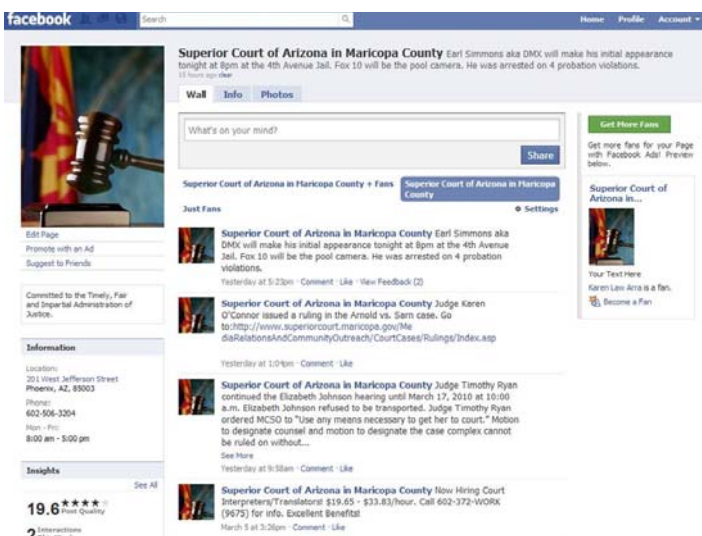 facebook
Search
Home Profile Account
Superior Court of Arizona in Maricopa County Earl Simmons aka DMX will make his initial appearance
tonight at 8pm at the 4th Avenue Jail. Fox 10 will be the pool camera. He was arrested on 4 probation violations.
15 hours ago clear
Wall Info Photos
What's on your mind?
Share
Superior Court of Arizona in Maricopa County + Fans
Superior Court of Arizona in Maricopa
County
Just Fans
Settings
Superior Court of Arizona in Maricopa County Earl Simmons aka
DMX will make his initial appearance tonight at 8pm at the 4th Avenue
Jail. Fox 10 will be the pool camera. He was arrested on 4 probation
violations.
Yesterday at 5:23pm · Comment · Like · View Feedback (2)
Superior Court of Arizona in Maricopa County Judge Karen
O'Connor issued a ruling in the Arnold vs. Sarn case. Go
to:http://www.superiorcourt.maricopa.gov/Me
diaRelationsAndCommunityOutreach/CourtCases/Rulings/Index.asp
Yesterday at 1:04pm · Comment · Like
Superior Court of Arizona in Maricopa County Judge Timothy Ryan
continued the Elizabeth Johnson hearing until March 17, 2010 at 10:00
a.m. Elizabeth Johnson refused to be transported. Judge Timothy Ryan
ordered MCSO to "Use any means necessary to get her to court." Motion
to designate counsel and motion to designate the case complex cannot
be ruled on without...
See More
Yesterday at 9:58am · Comment · Like
Superior Court of Arizona in Maricopa County Now Hiring Court
Interpreters/Translators! $19.65 - $33.83/hour. Call 602-372-WORK
(9675) for info. Excellent Benefits!
March 5 at 3:26pm · Comment · Like
Edit Page
Promote with an Ad
Suggest to Friends
Committed to the Timely, Fair
and Impartial Administration of
Justice.
Information
Location:
201 West Jefferson Street
Phoenix, AZ, 85003
Phone:
602-506-3204
Mon - Fri:
8:00 am - 5:00 pm
Insights
See All
19.6 Post Quality
2 Interactions
Get More Fans
Get more fans for your Page
with Facebook Ads! Preview
below.
Superior Court of
Arizona in...
Your Text Here
Karen Law Arra is a fan.
Become a Fan